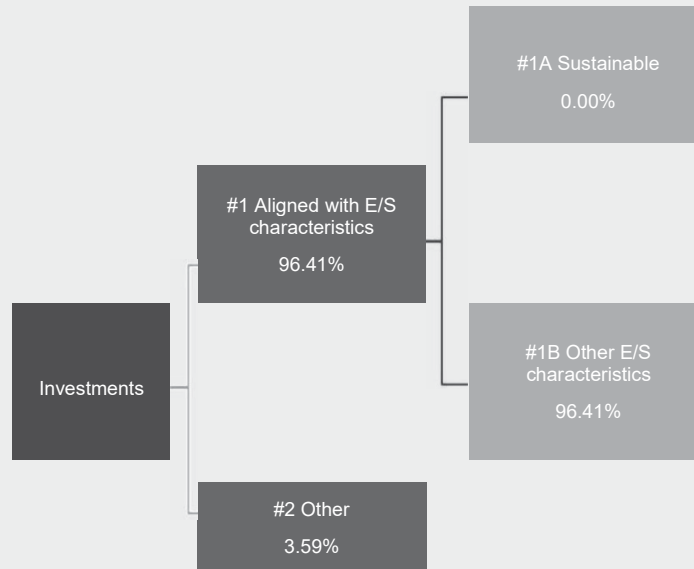 #1A Sustainable
0.00%
#1 Aligned with E/S
characteristics
96.41%
#1B Other E/S
characteristics
96.41%
Investments
#2 Other
3.59%